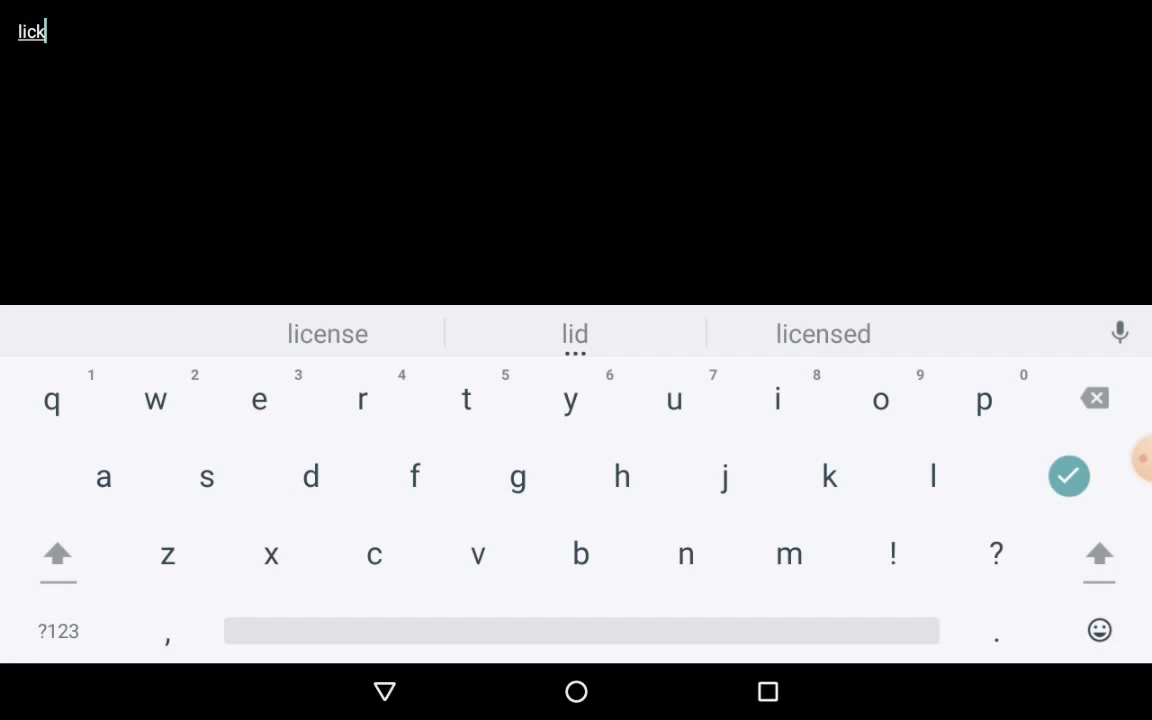 lick
license lid licensed
1 2 3 4 5 6 7 8 9 0
q w e r t y u i o p
a s d f g h j k l
z x c v b n m ! ?
?123 , .